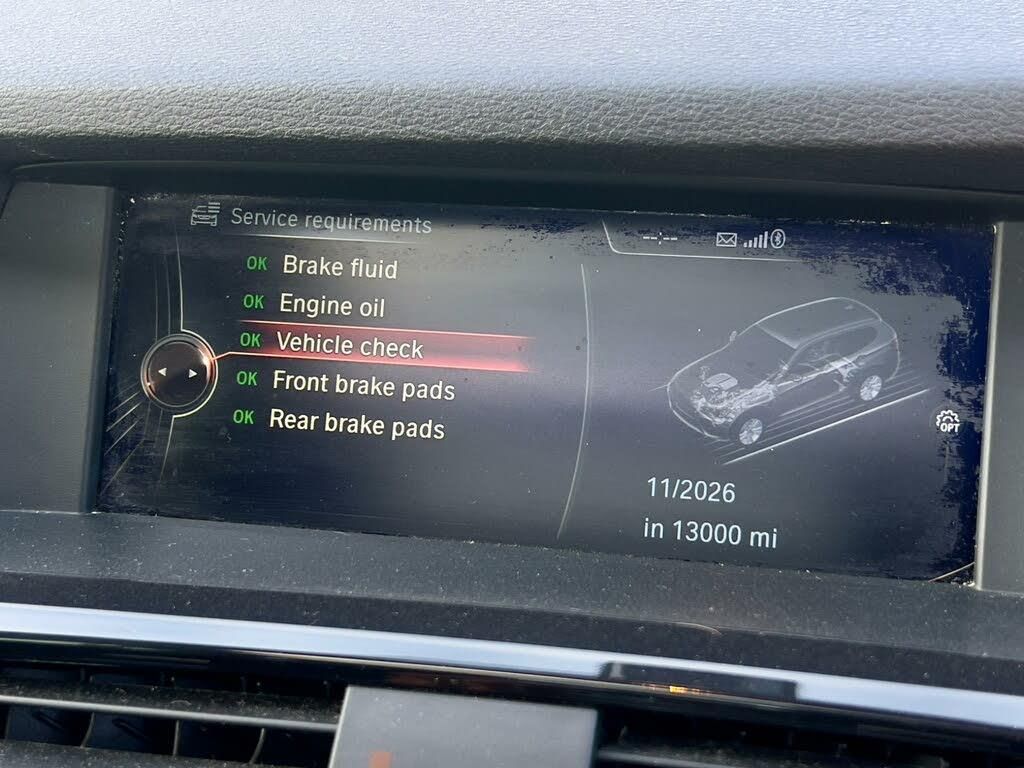 Service requirements
--:--
OK Brake fluid
OK Engine oil
OK Vehicle check
OK Front brake pads
OK Rear brake pads
OPT
11/2026
in 13000 mi